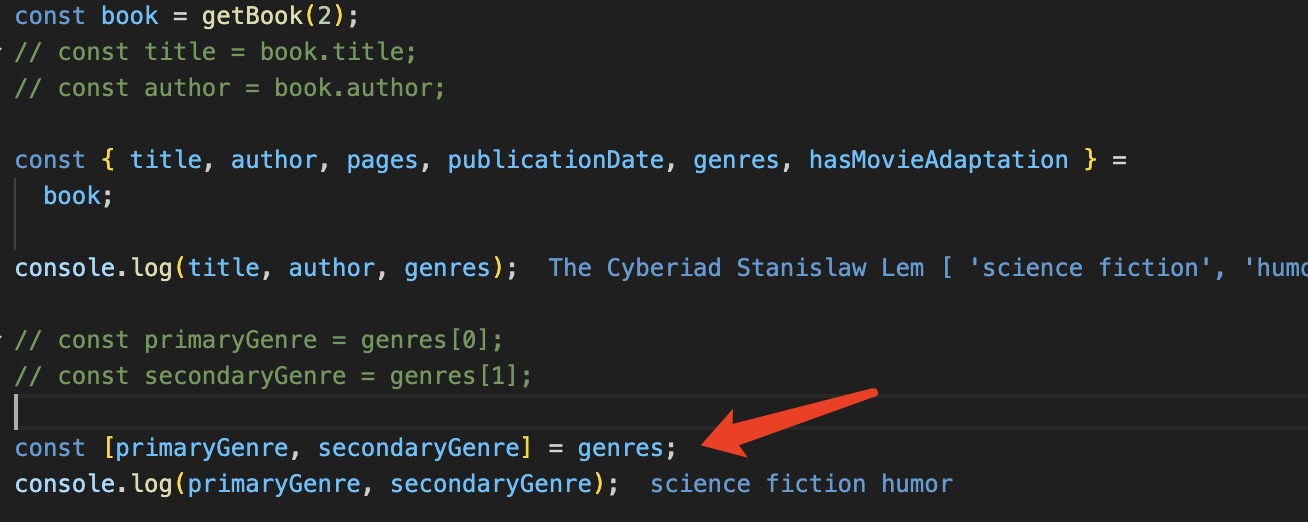 const book = getBook(2);
// const title = book.title;
// const author = book.author;
const { title, author, pages, publicationDate, genres, hasMovieAdaptation } =
book;
console.log(title, author, genres); The Cyberiad Stanislaw Lem [ 'science fiction', 'humo
// const primaryGenre = genres[0];
// const secondaryGenre = genres[1];
const [primaryGenre, secondaryGenre] = genres;
console.log(primaryGenre, secondaryGenre); science fiction humor